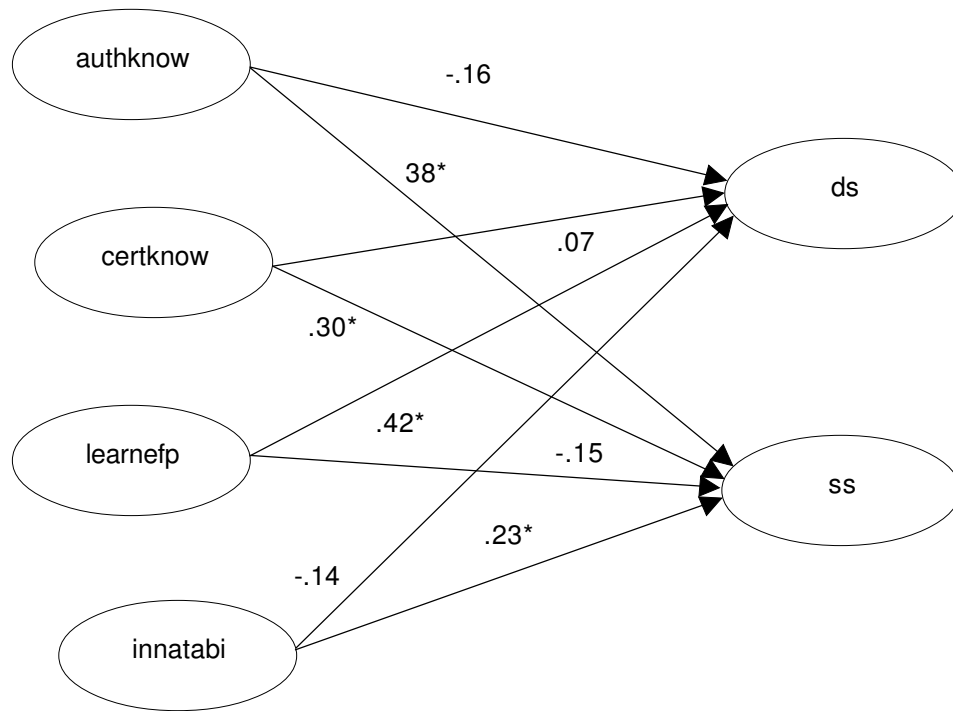 authknow
-.16
38*
ds
certknow
.07
.30*
learnefp
.42*
-.15
ss
.23*
-.14
innatabi